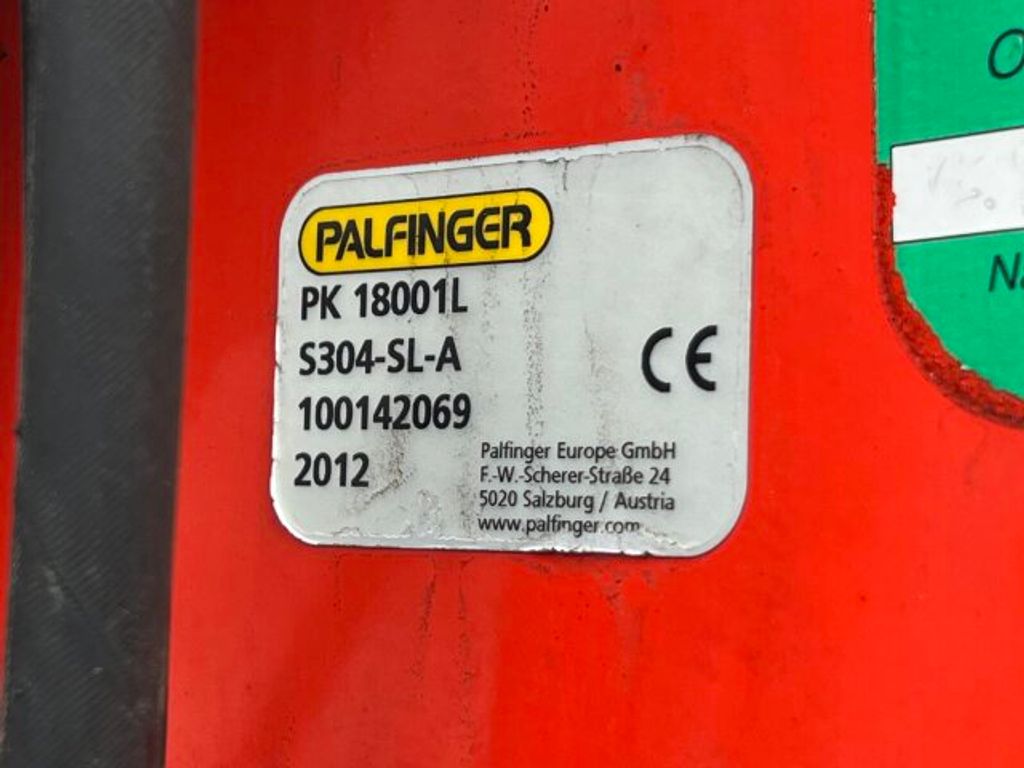 PALFINGER
PK 18001L
S304-SL-A
100142069
2012
CE
Palfinger Europe GmbH
F.-W.-Scherer-Straße 24
5020 Salzburg / Austria
www.palfinger.com